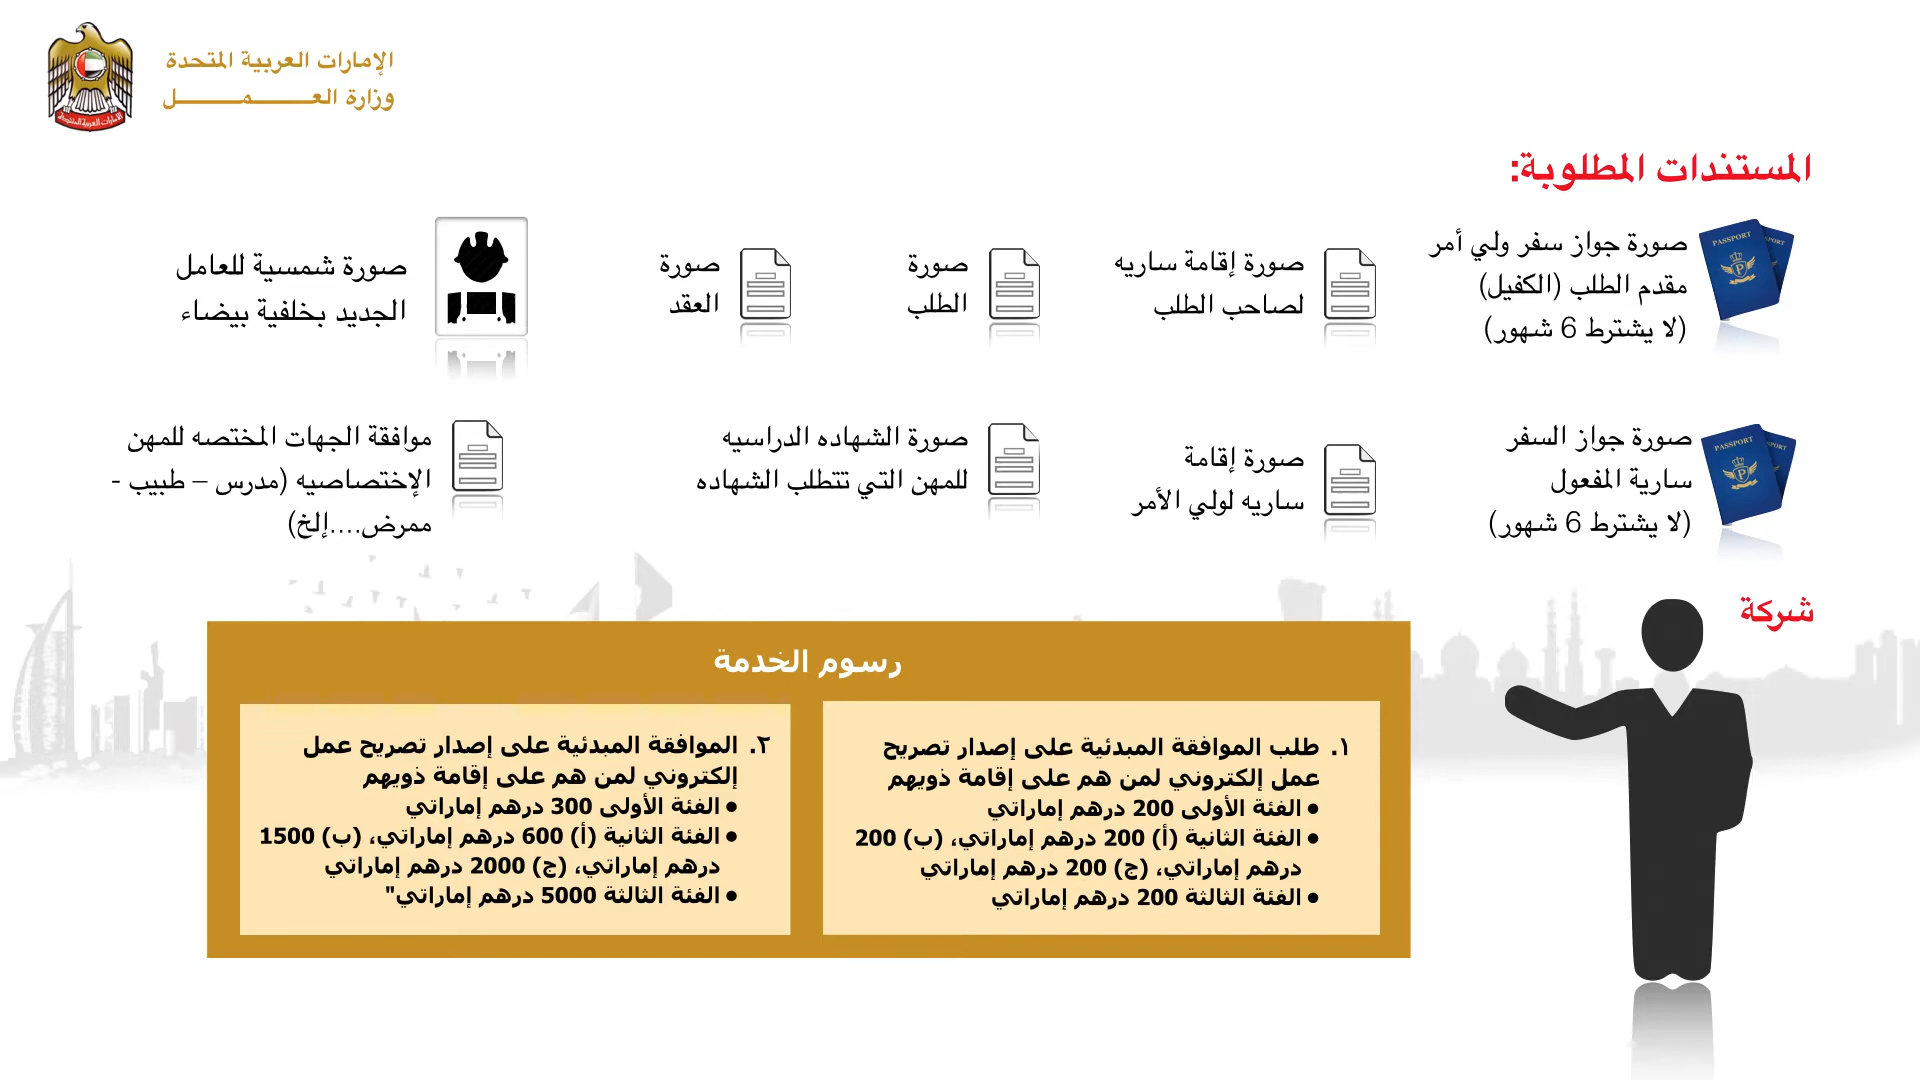 الإمارات العربية المتحدة
وزارة العمل
المستندات المطلوبة:
صورة جواز سفر ولي أمر
مقدم الطلب (الكفيل)
(لا يشترط 6 شهور)
صورة إقامة ساريه
لصاحب الطلب
صورة
الطلب
صورة
العقد
صورة شمسية للعامل
الجديد بخلفية بيضاء
صورة جواز السفر
سارية المفعول
(لا يشترط 6 شهور)
صورة إقامة
ساريه لولي الأمر
صورة الشهاده الدراسيه
للمهن التي تتطلب الشهاده
موافقة الجهات المختصه للمهن
الإختصاصيه (مدرس – طبيب -
ممرض....إلخ)
PASSPORT
PORT
PASSPORT
PORT
شركة
رسوم الخدمة
١. طلب الموافقة المبدئية على إصدار تصريح
عمل إلكتروني لمن هم على إقامة ذويهم
● الفئة الأولى 200 درهم إماراتي
● الفئة الثانية (أ) 200 درهم إماراتي، (ب) 200
درهم إماراتي، (ج) 200 درهم إماراتي
● الفئة الثالثة 200 درهم إماراتي
٢. الموافقة المبدئية على إصدار تصريح عمل
إلكتروني لمن هم على إقامة ذويهم
● الفئة الأولى 300 درهم إماراتي
● الفئة الثانية (أ) 600 درهم إماراتي، (ب) 1500
درهم إماراتي، (ج) 2000 درهم إماراتي
● الفئة الثالثة 5000 درهم إماراتي"